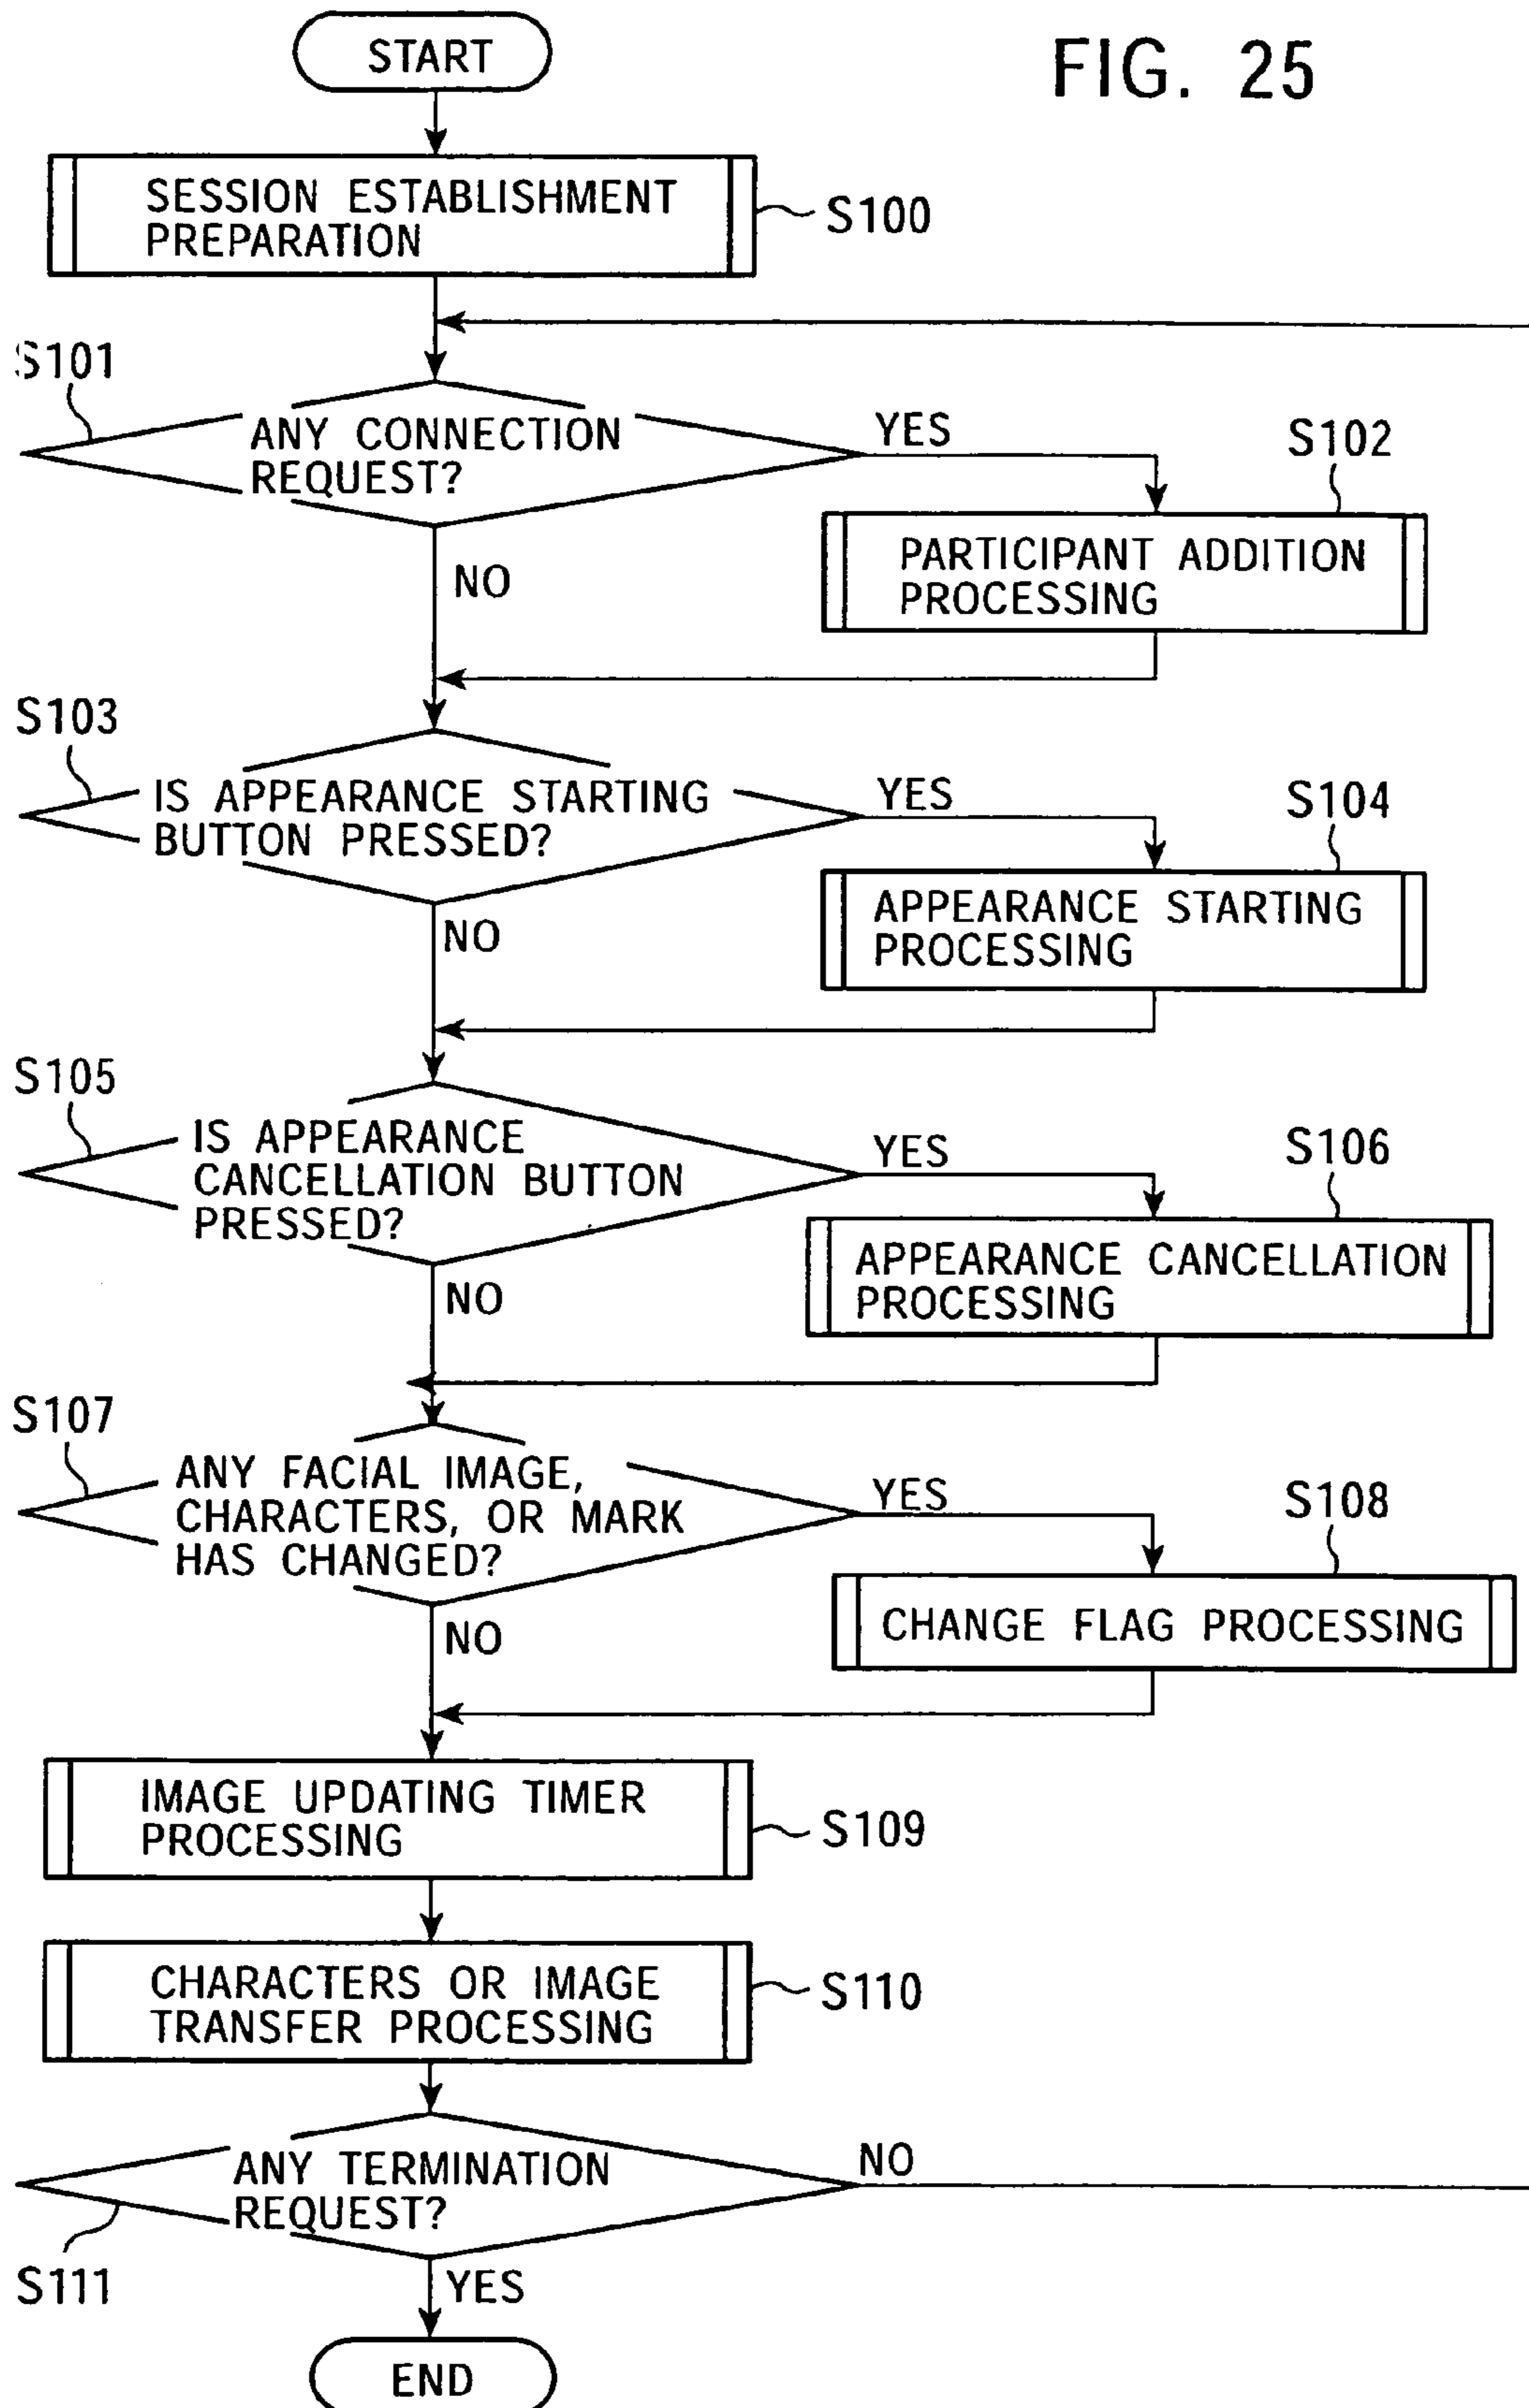 START
FIG. 25
SESSION ESTABLISHMENT
PREPARATION
S100
S101
ANY CONNECTION
REQUEST?
YES
S102
NO
PARTICIPANT ADDITION
PROCESSING
S103
IS APPEARANCE STARTING
BUTTON PRESSED?
YES
S104
NO
APPEARANCE STARTING
PROCESSING
S105
IS APPEARANCE
CANCELLATION BUTTON
PRESSED?
YES
S106
NO
APPEARANCE CANCELLATION
PROCESSING
S107
ANY FACIAL IMAGE,
CHARACTERS, OR MARK
HAS CHANGED?
YES
S108
NO
CHANGE FLAG PROCESSING
IMAGE UPDATING TIMER
PROCESSING
S109
CHARACTERS OR IMAGE
TRANSFER PROCESSING
S110
ANY TERMINATION
REQUEST?
NO
S111
YES
END